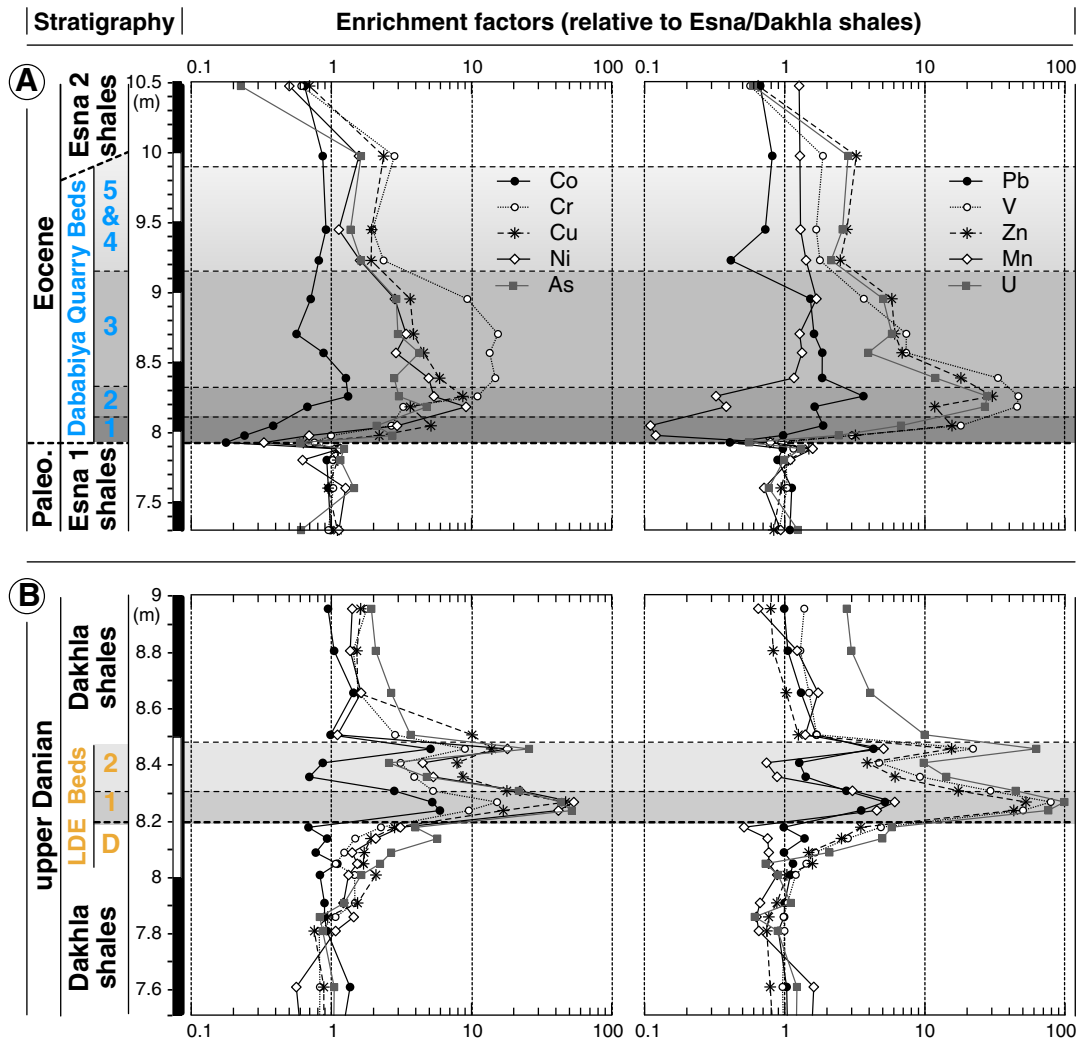 Stratigraphy
Enrichment factors (relative to Esna/Dakhla shales)
A
0.1 1 10 100 0.1 1 10 100
10.5
(m)
10
9.5
9
8.5
8
7.5
Eocene
Paleo.
Esna 2
shales
Dababiya Quarry Beds
5
&
4
3
2
1
Esna 1
shales
Co
Cr
Cu
Ni
As
Pb
V
Zn
Mn
U
B
9
(m)
8.8
8.6
8.4
8.2
8
7.8
7.6
upper Danian
Dakhla
shales
LDE Beds
2
1
D
Dakhla
shales
0.1 1 10 100 0.1 1 10 100